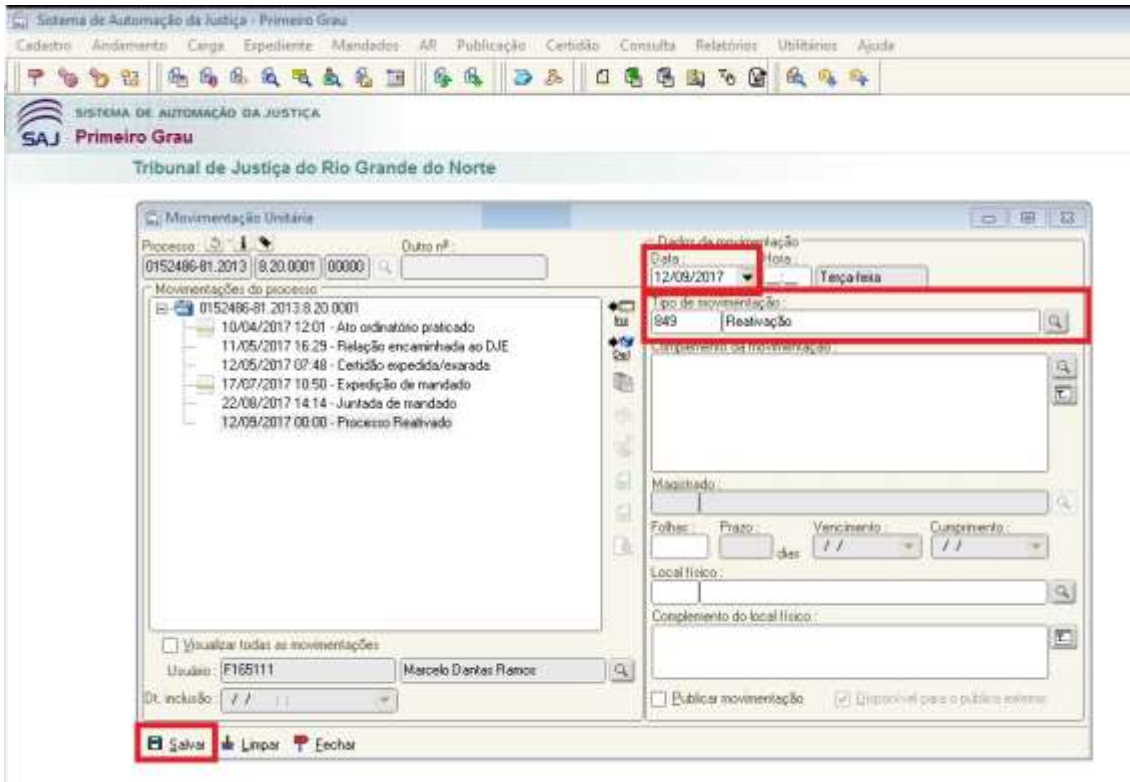 Sistema de Automação da Justiça - Primeiro Grau
Cadastro Andamento Carga Expediente Mandados AR Publicação Certidão Consulta Relatórios Utilitários Ajuda
SISTEMA DE AUTOMAÇÃO DA JUSTIÇA
SAJ Primeiro Grau
Tribunal de Justiça do Rio Grande do Norte
Movimentação Unitária
Processo : Outro nº :
0152486-81.2013 8.20.0001 00000
Movimentações do processo
0152486-81.2013.8.20.0001
10/04/2017 12:01 - Ato ordinatório praticado
11/05/2017 16:29 - Relação encaminhada ao DJE
12/05/2017 07:48 - Certidão expedida/exarada
17/07/2017 10:50 - Expedição de mandado
22/08/2017 14:14 - Juntada de mandado
12/09/2017 00:00 - Processo Reativado
Visualizar todas as movimentações
Usuário : F165111 Marcelo Dantas Ramos
Dt. inclusão : / / : :
Salvar Limpar Fechar
Dados da movimentação
Data : Hora :
12/09/2017 __:__ Terça-feira
Tipo de movimentação :
849 Reativação
Complemento da movimentação :
Magistrado :
Folhas : Prazo : Vencimento : Cumprimento :
dias / / / /
Local físico :
Complemento do local físico :
Publicar movimentação Disponível para o público externo